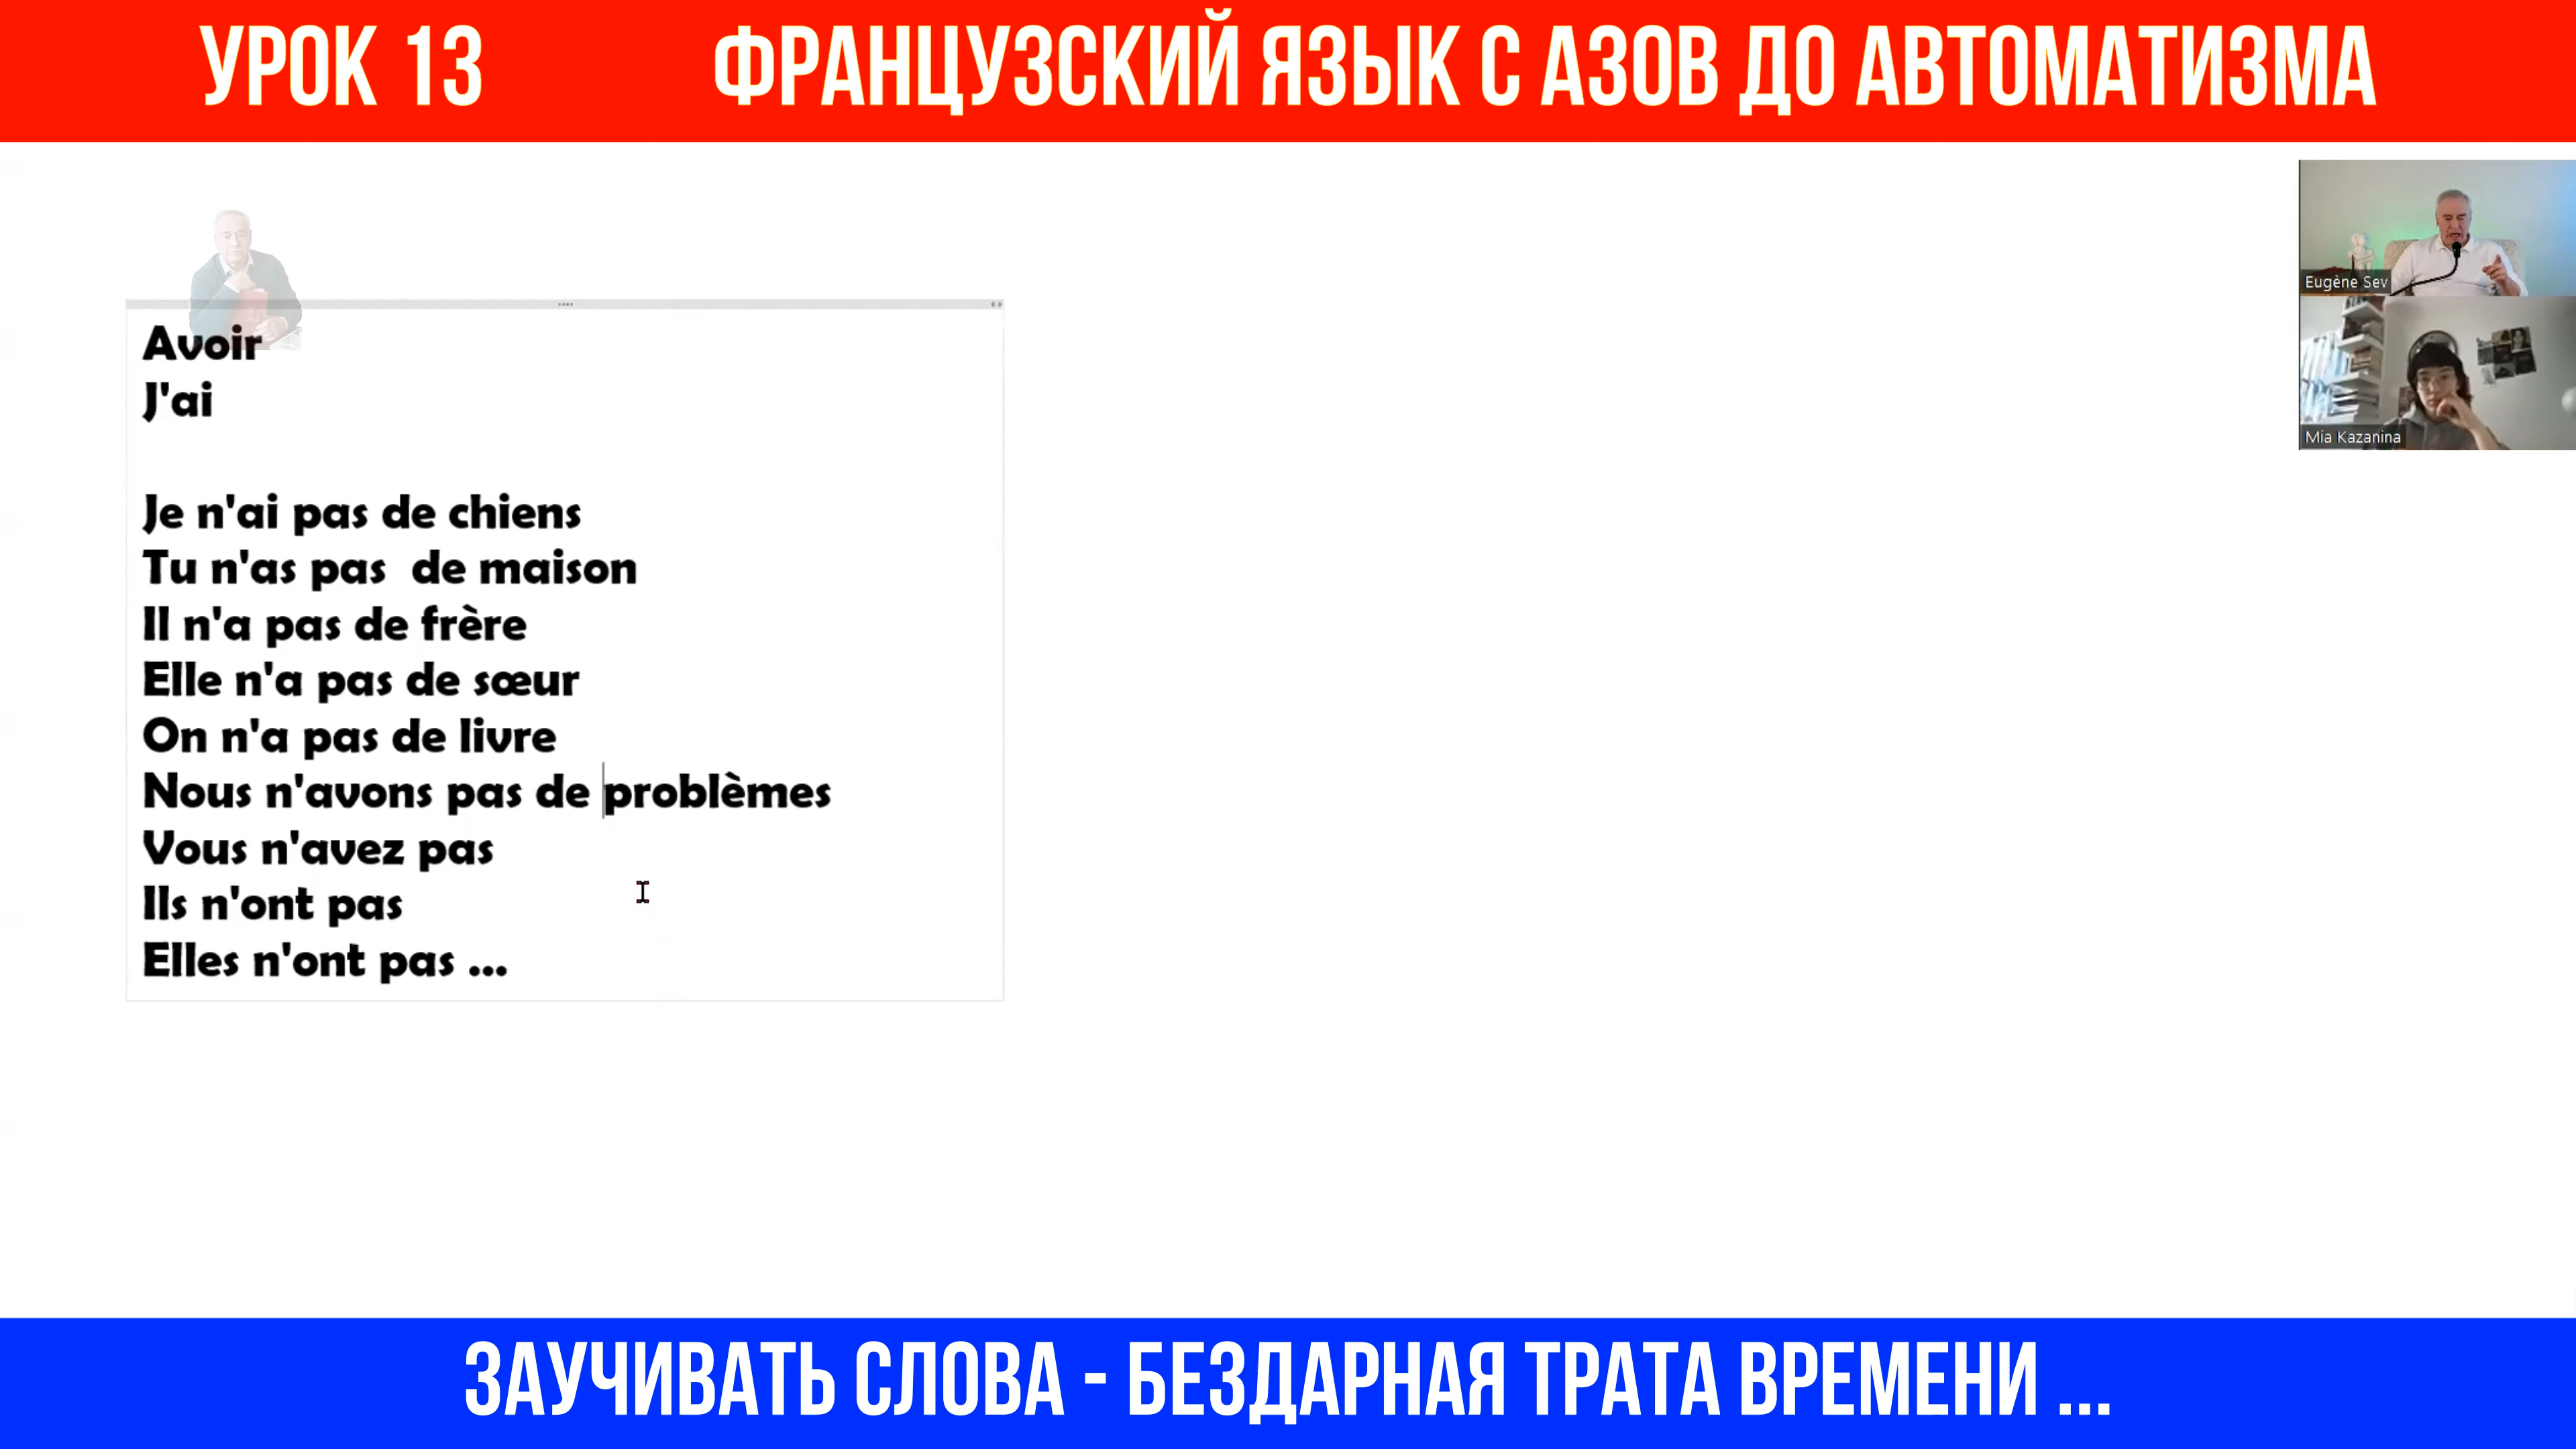 УРОК 13 ФРАНЦУЗСКИЙ ЯЗЫК С АЗОВ ДО АВТОМАТИЗМА
Avoir
J'ai
Je n'ai pas de chiens
Tu n'as pas  de maison
Il n'a pas de frère
Elle n'a pas de sœur
On n'a pas de livre
Nous n'avons pas de problèmes
Vous n'avez pas
Ils n'ont pas
Elles n'ont pas ...
Eugène Sev
Mia Kazanina
ЗАУЧИВАТЬ СЛОВА - БЕЗДАРНАЯ ТРАТА ВРЕМЕНИ ...